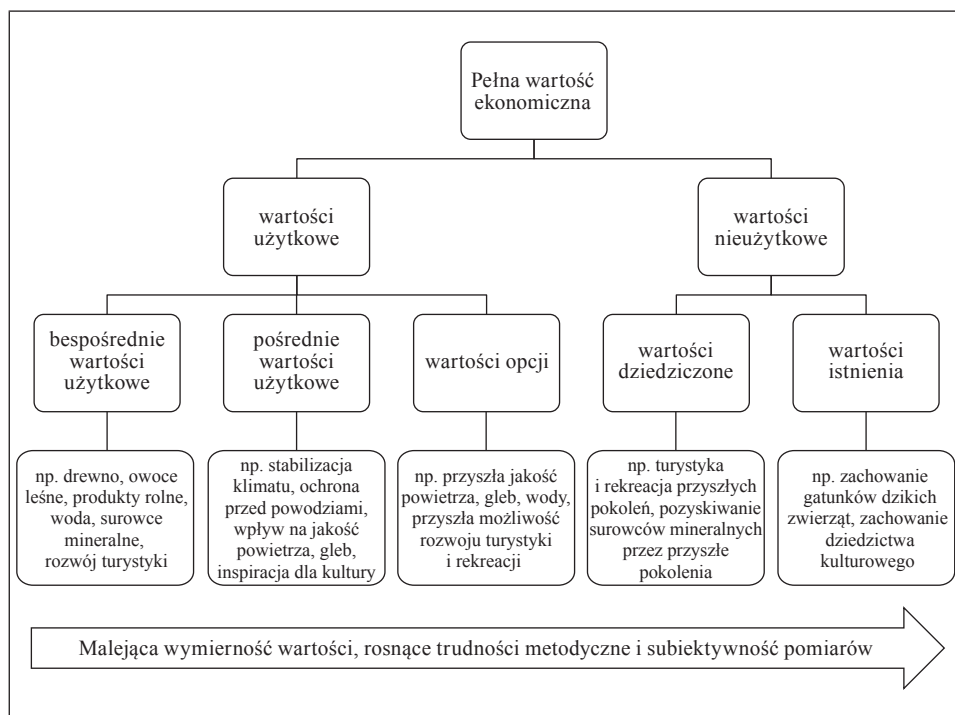 Pełna wartość
ekonomiczna
wartości
użytkowe
wartości
nieużytkowe
bespośrednie
wartości
użytkowe
pośrednie
wartości
użytkowe
wartości opcji
wartości
dziedziczone
wartości
istnienia
np. drewno, owoce
leśne, produkty rolne,
woda, surowce
mineralne,
rozwój turystyki
np. stabilizacja
klimatu, ochrona
przed powodziami,
wpływ na jakość
powietrza, gleb,
inspiracja dla kultury
np. przyszła jakość
powietrza, gleb, wody,
przyszła możliwość
rozwoju turystyki
i rekreacji
np. turystyka
i rekreacja przyszłych
pokoleń, pozyskiwanie
surowców mineralnych
przez przyszłe
pokolenia
np. zachowanie
gatunków dzikich
zwierząt, zachowanie
dziedzictwa
kulturowego
Malejąca wymierność wartości, rosnące trudności metodyczne i subiektywność pomiarów